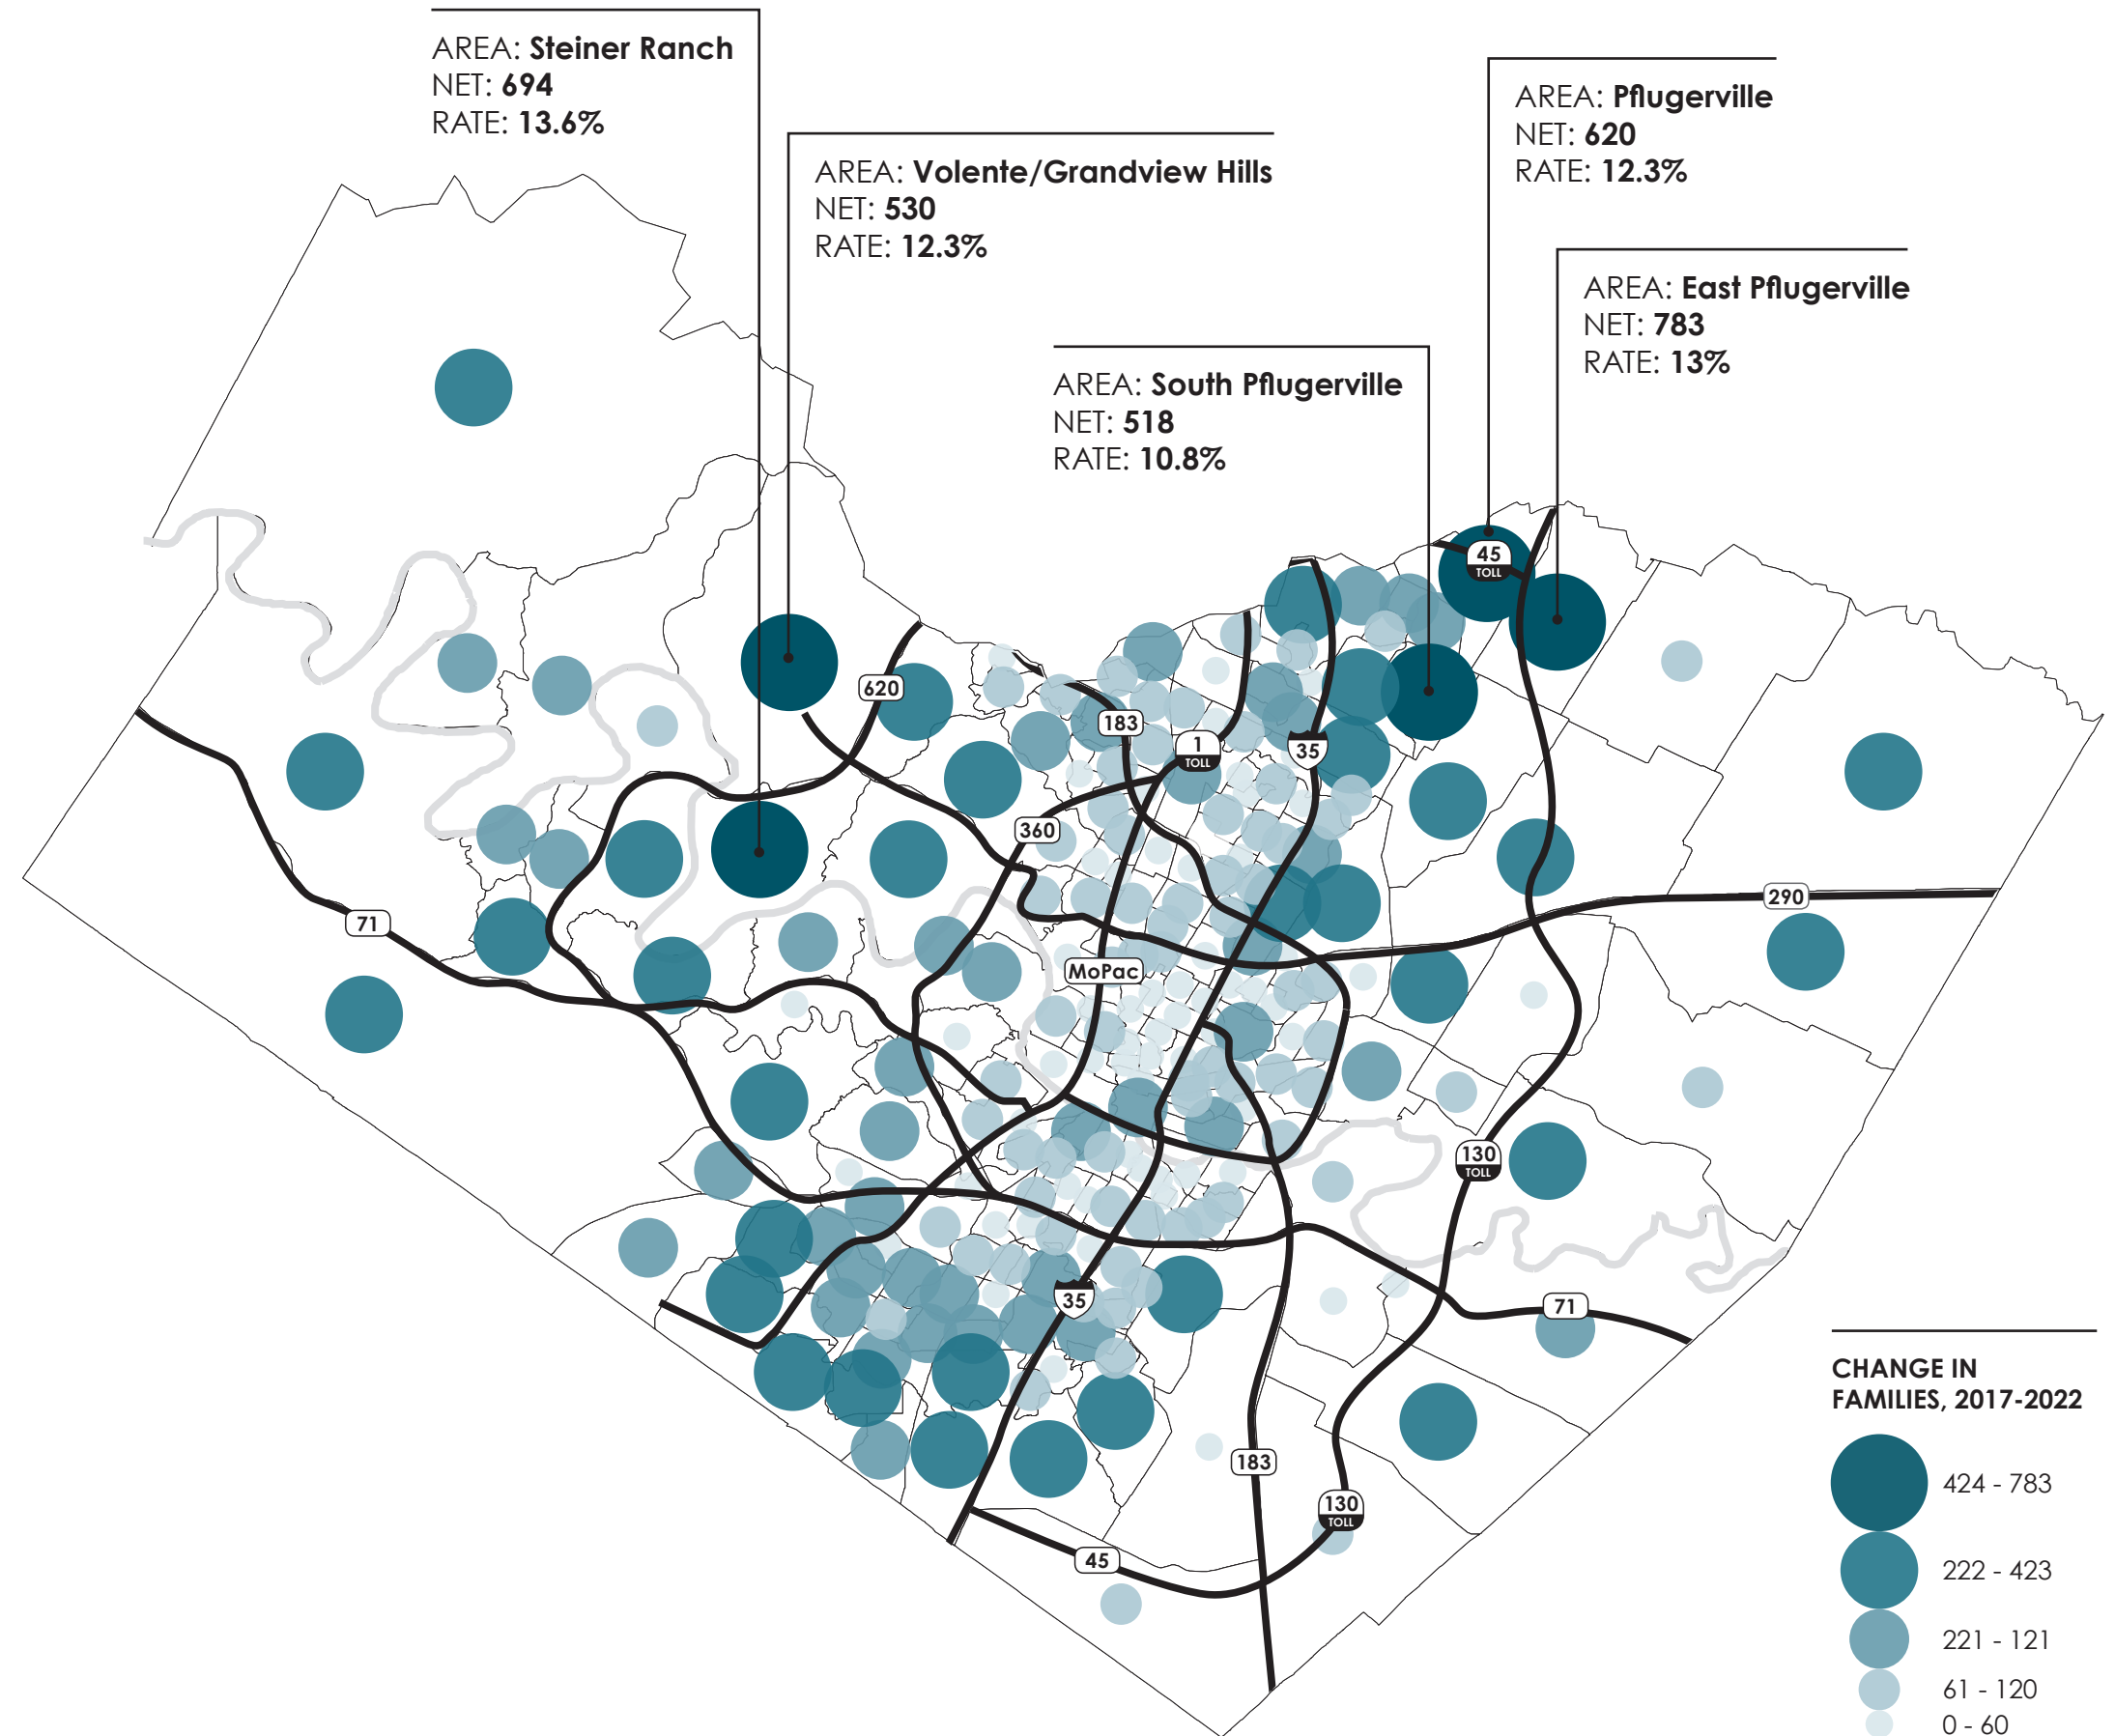 AREA: Steiner Ranch
NET: 694
RATE: 13.6%
AREA: Volente/Grandview Hills
NET: 530
RATE: 12.3%
AREA: Pflugerville
NET: 620
RATE: 12.3%
AREA: East Pflugerville
NET: 783
RATE: 13%
AREA: South Pflugerville
NET: 518
RATE: 10.8%
45
TOLL
620
183
1
TOLL
35
360
290
71
MoPac
130
TOLL
35
71
183
130
TOLL
45
CHANGE IN
FAMILIES, 2017-2022
424 - 783
222 - 423
221 - 121
61 - 120
0 - 60